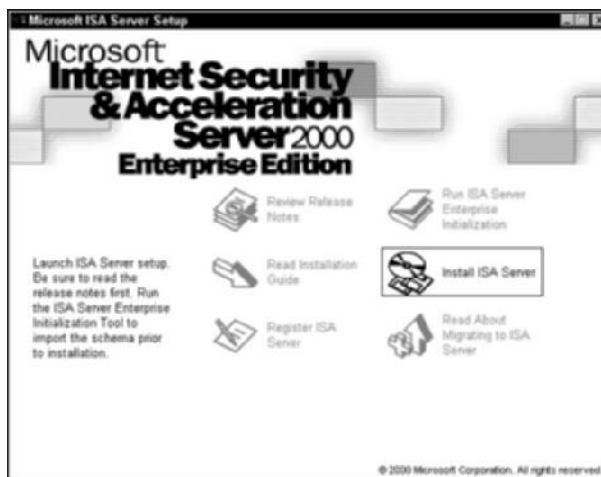 Microsoft ISA Server Setup
Microsoft
Internet Security
& Acceleration
Server 2000
Enterprise Edition
Review Release
Notes
Run ISA Server
Enterprise
Initialization
Launch ISA Server setup.
Be sure to read the
release notes first. Run
the ISA Server Enterprise
Initialization Tool to
import the schema prior
to installation.
Read Installation
Guide
Install ISA Server
Register ISA
Server
Read About
Migrating to ISA
Server
© 2000 Microsoft Corporation. All rights reserved.